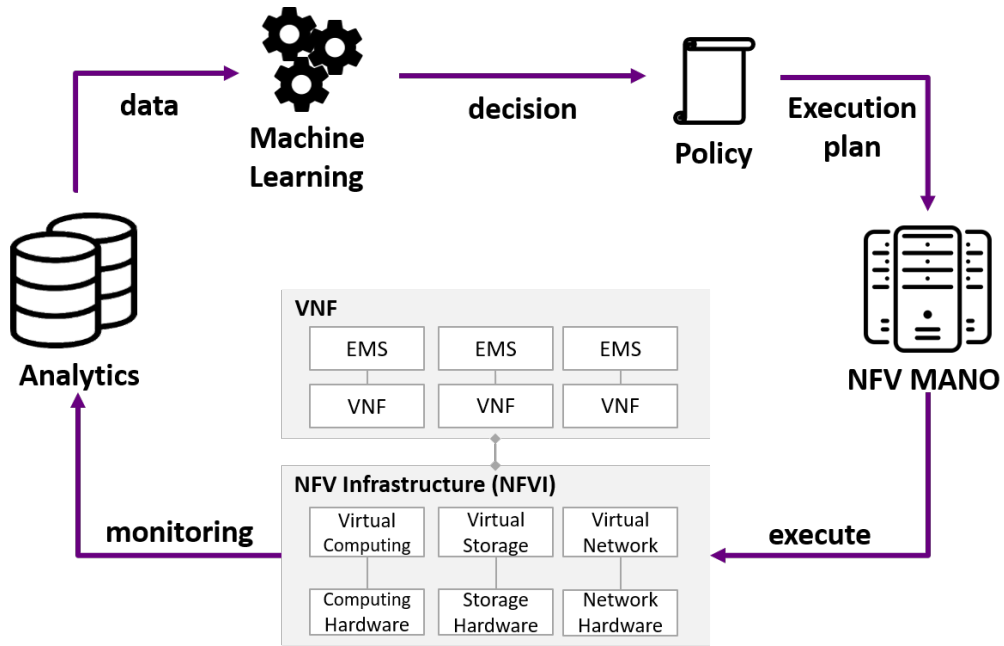 data
Machine
Learning
decision
Policy
Execution
plan
Analytics
NFV MANO
VNF
EMS EMS EMS
VNF VNF VNF
NFV Infrastructure (NFVI)
Virtual Computing
Virtual Storage
Virtual Network
Computing Hardware
Storage Hardware
Network Hardware
monitoring
execute